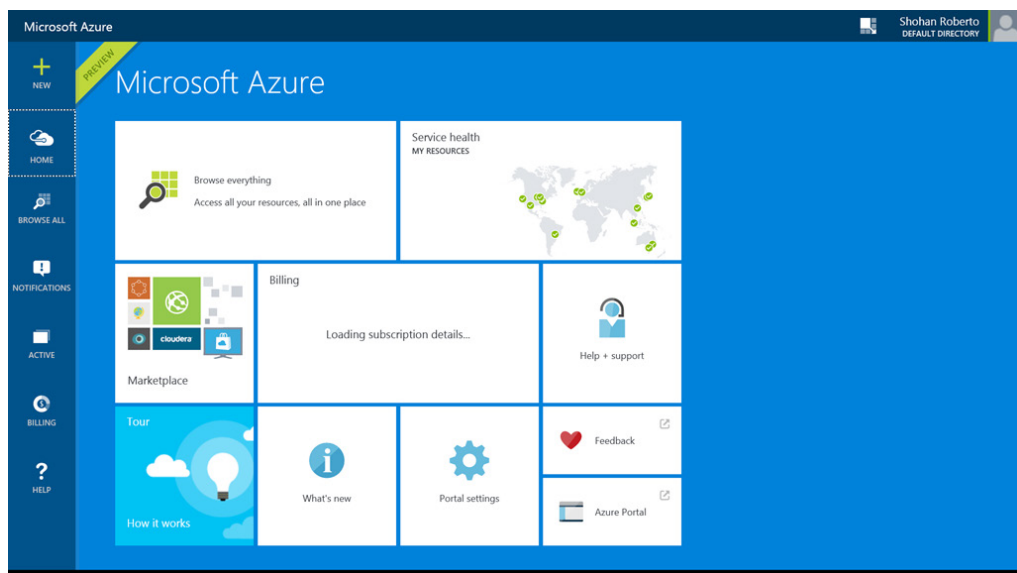 Microsoft Azure
Shohan Roberto
DEFAULT DIRECTORY
NEW
HOME
BROWSE ALL
NOTIFICATIONS
ACTIVE
BILLING
HELP
PREVIEW
Microsoft Azure
Browse everything
Access all your resources, all in one place
Service health
MY RESOURCES
cloudera
Marketplace
Billing
Loading subscription details...
Help + support
Tour
How it works
What's new
Portal settings
Feedback
Azure Portal